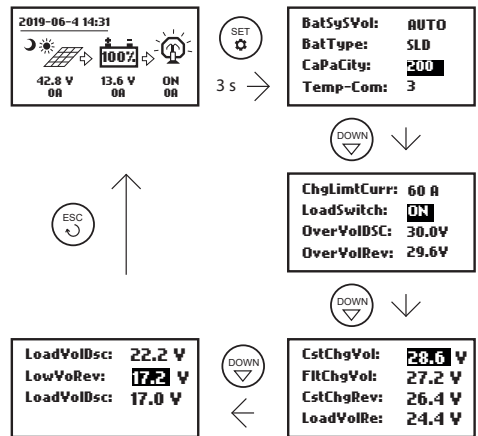 2019-06-4 14:31
100%
42.8 V 13.6 V ON
0A 0A 0A
SET
3 s
BatSySVol: AUTO
BatType: SLD
CaPaCity: 200
Temp-Com: 3
DOWN
ChgLimtCurr: 60 A
LoadSwitch: ON
OverVolDSC: 30.0V
OverVolRev: 29.6V
ESC
DOWN
LoadVolDsc: 22.2 V
LowVoRev: 17.2 V
LoadVolDsc: 17.0 V
DOWN
CstChgVol: 28.6 V
FltChgVol: 27.2 V
CstChgRev: 26.4 V
LoadVolRe: 24.4 V